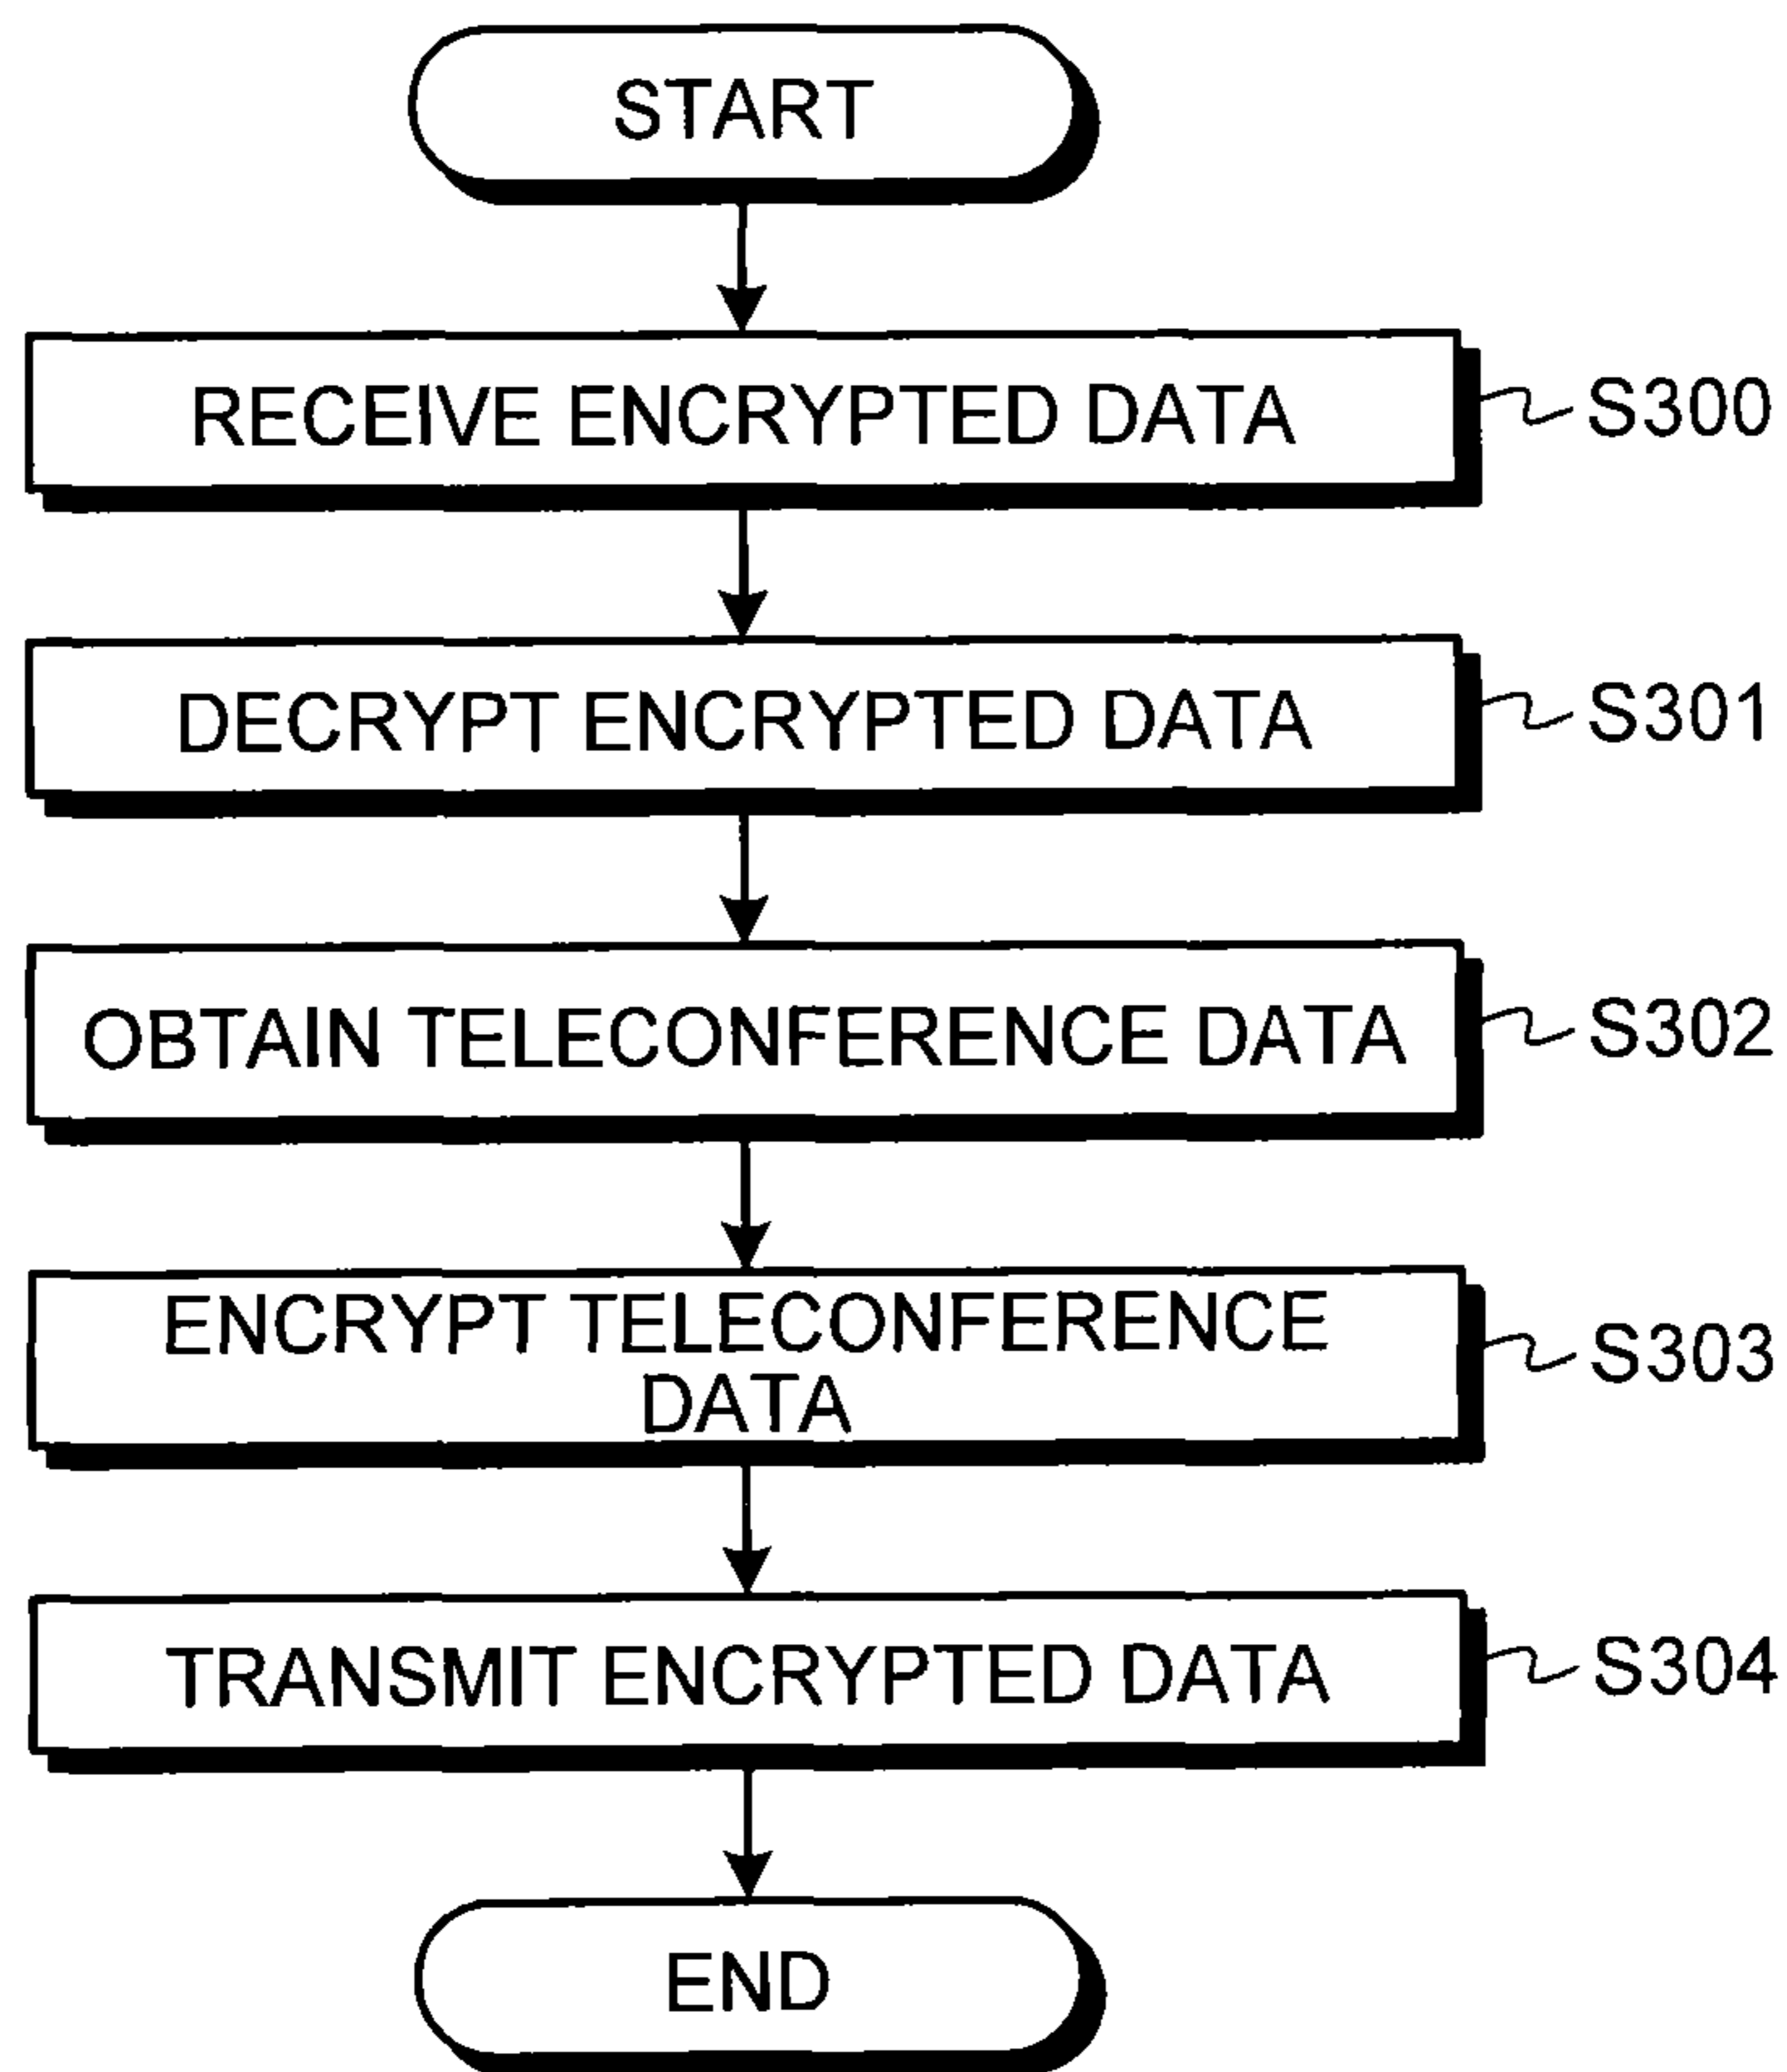 START
RECEIVE ENCRYPTED DATA
S300
DECRYPT ENCRYPTED DATA
S301
OBTAIN TELECONFERENCE DATA
S302
ENCRYPT TELECONFERENCE
DATA
S303
TRANSMIT ENCRYPTED DATA
S304
END